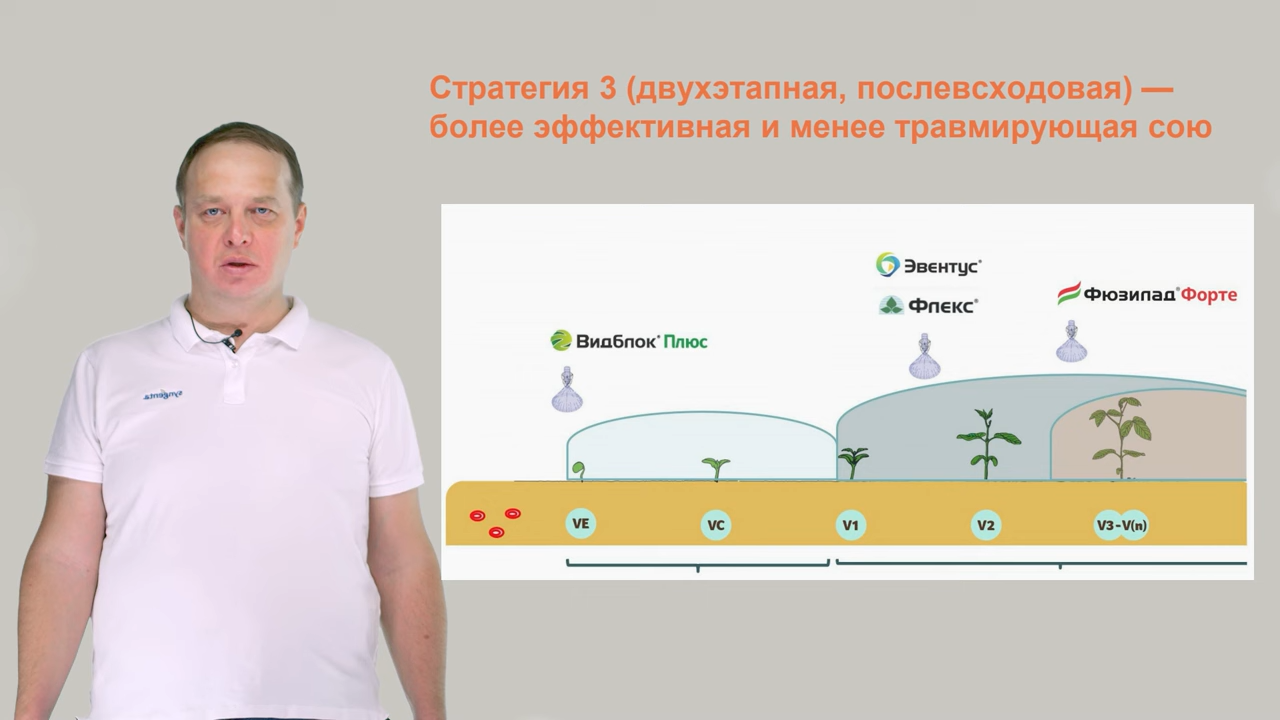 Стратегия 3 (двухэтапная, послевсходовая) —
более эффективная и менее травмирующая сою
Эвентус®
Флекс®
Фюзилад® Форте
Видблок® Плюс
syngenta
VE
VC
V1
V2
V3-V(n)